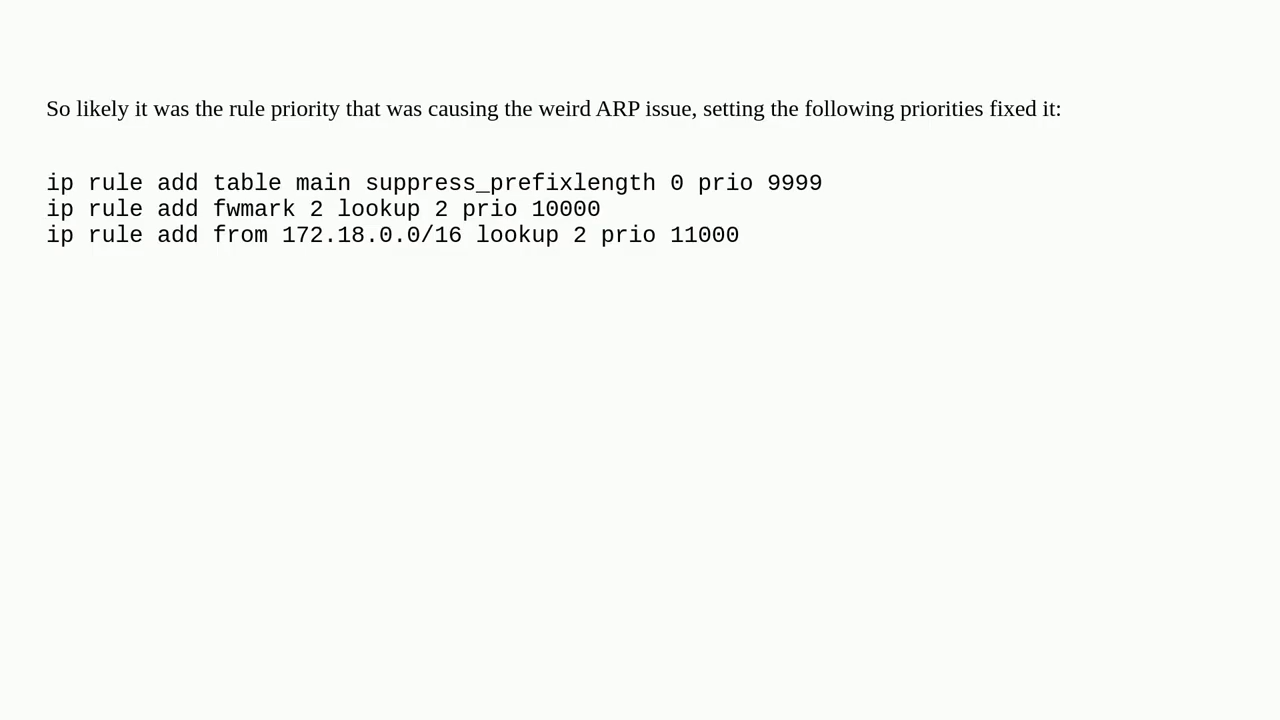 So likely it was the rule priority that was causing the weird ARP issue, setting the following priorities fixed it:
ip rule add table main suppress_prefixlength 0 prio 9999
ip rule add fwmark 2 lookup 2 prio 10000
ip rule add from 172.18.0.0/16 lookup 2 prio 11000